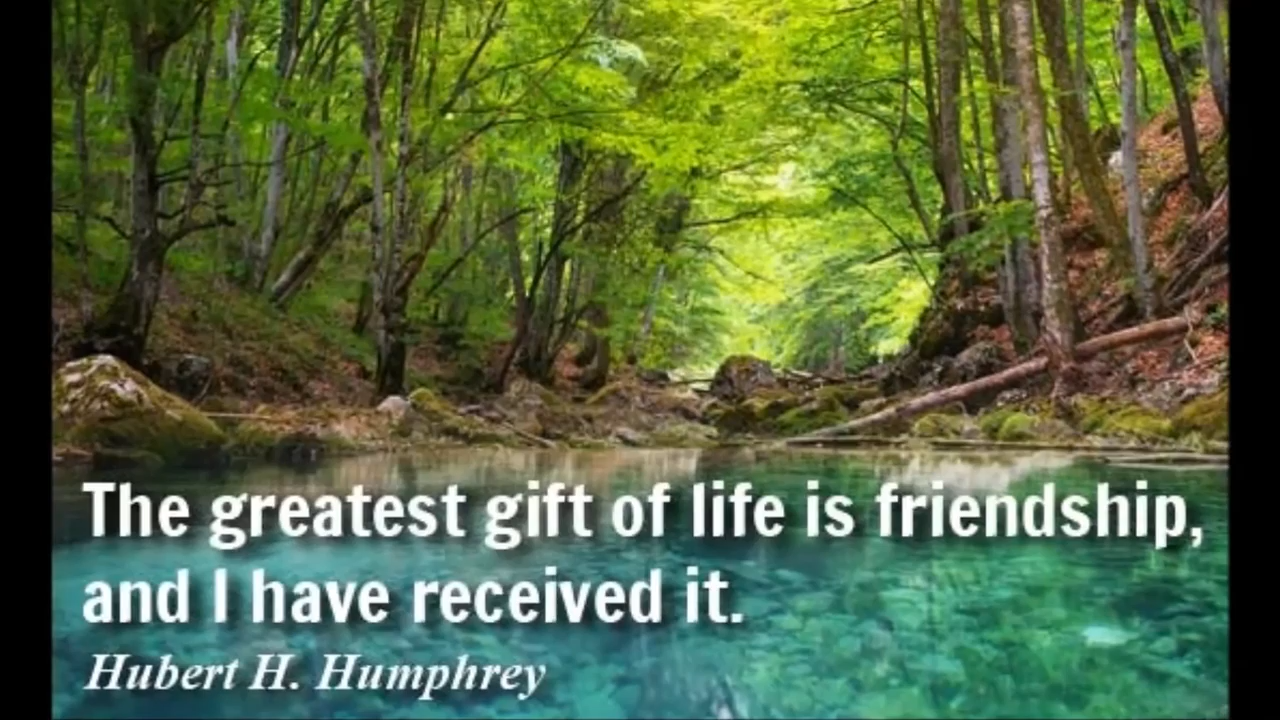 The greatest gift of life is friendship,
and I have received it.
Hubert H. Humphrey